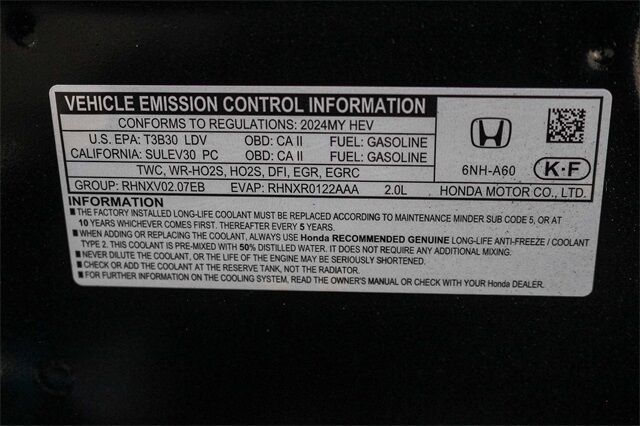 VEHICLE EMISSION CONTROL INFORMATION
CONFORMS TO REGULATIONS: 2024MY HEV
U.S. EPA: T3B30 LDV OBD: CA II FUEL: GASOLINE
CALIFORNIA: SULEV30 PC OBD: CA II FUEL: GASOLINE
TWC, WR-HO2S, HO2S, DFI, EGR, EGRC
GROUP: RHNXV02.07EB EVAP: RHNXR0122AAA 2.0L
6NH-A60 K·F
HONDA MOTOR CO., LTD.
INFORMATION
■ THE FACTORY INSTALLED LONG-LIFE COOLANT MUST BE REPLACED ACCORDING TO MAINTENANCE MINDER SUB CODE 5, OR AT
10 YEARS WHICHEVER COMES FIRST. THEREAFTER EVERY 5 YEARS.
■ WHEN ADDING OR REPLACING THE COOLANT, ALWAYS USE Honda RECOMMENDED GENUINE LONG-LIFE ANTI-FREEZE / COOLANT
TYPE 2. THIS COOLANT IS PRE-MIXED WITH 50% DISTILLED WATER. IT DOES NOT REQUIRE ANY ADDITIONAL MIXING.
■ NEVER DILUTE THE COOLANT, OR THE LIFE OF THE ENGINE MAY BE SERIOUSLY SHORTENED.
■ CHECK OR ADD THE COOLANT AT THE RESERVE TANK, NOT THE RADIATOR.
■ FOR FURTHER INFORMATION ON THE COOLING SYSTEM, READ THE OWNER'S MANUAL OR CHECK WITH YOUR Honda DEALER.